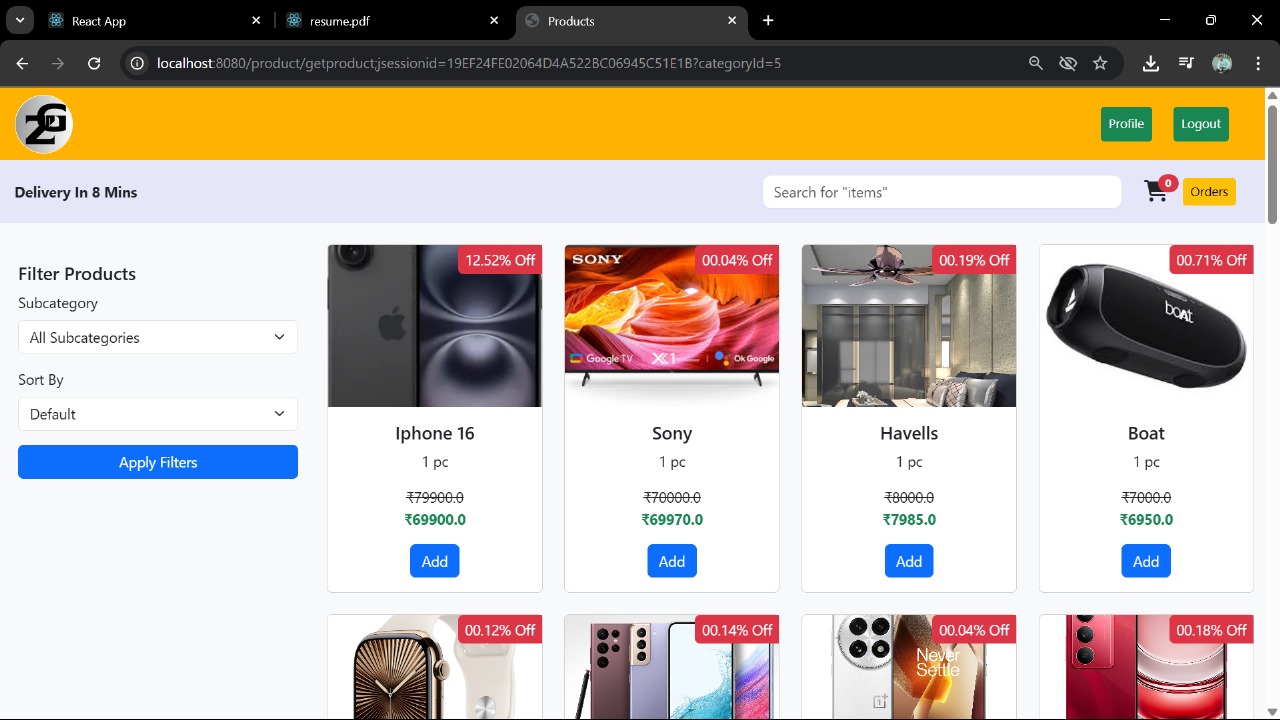 React App
resume.pdf
Products
localhost:8080/product/getproduct;jsessionid=19EF24FE02064D4A522BC06945C51E1B?categoryId=5
2G
Profile
Logout
Delivery In 8 Mins
Search for "items"
0
Orders
Filter Products
Subcategory
All Subcategories
Sort By
Default
Apply Filters
12.52% Off
Iphone 16
1 pc
₹79900.0
₹69900.0
Add
SONY
00.04% Off
Google TV
X1
Ok Google
Sony
1 pc
₹70000.0
₹69970.0
Add
00.19% Off
Havells
1 pc
₹8000.0
₹7985.0
Add
00.71% Off
boAt
Boat
1 pc
₹7000.0
₹6950.0
Add
00.12% Off
00.14% Off
00.04% Off
Never
Settle
00.18% Off